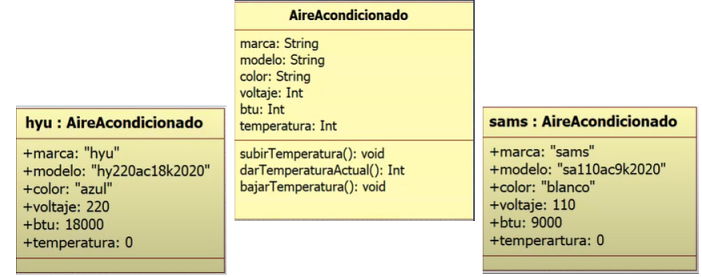 AireAcondicionado
marca: String
modelo: String
color: String
voltaje: Int
btu: Int
temperatura: Int
subirTemperatura(): void
darTemperaturaActual(): Int
bajarTemperatura(): void
hyu : AireAcondicionado
+marca: "hyu"
+modelo: "hy220ac18k2020"
+color: "azul"
+voltaje: 220
+btu: 18000
+temperatura: 0
sams : AireAcondicionado
+marca: "sams"
+modelo: "sa110ac9k2020"
+color: "blanco"
+voltaje: 110
+btu: 9000
+temperartura: 0